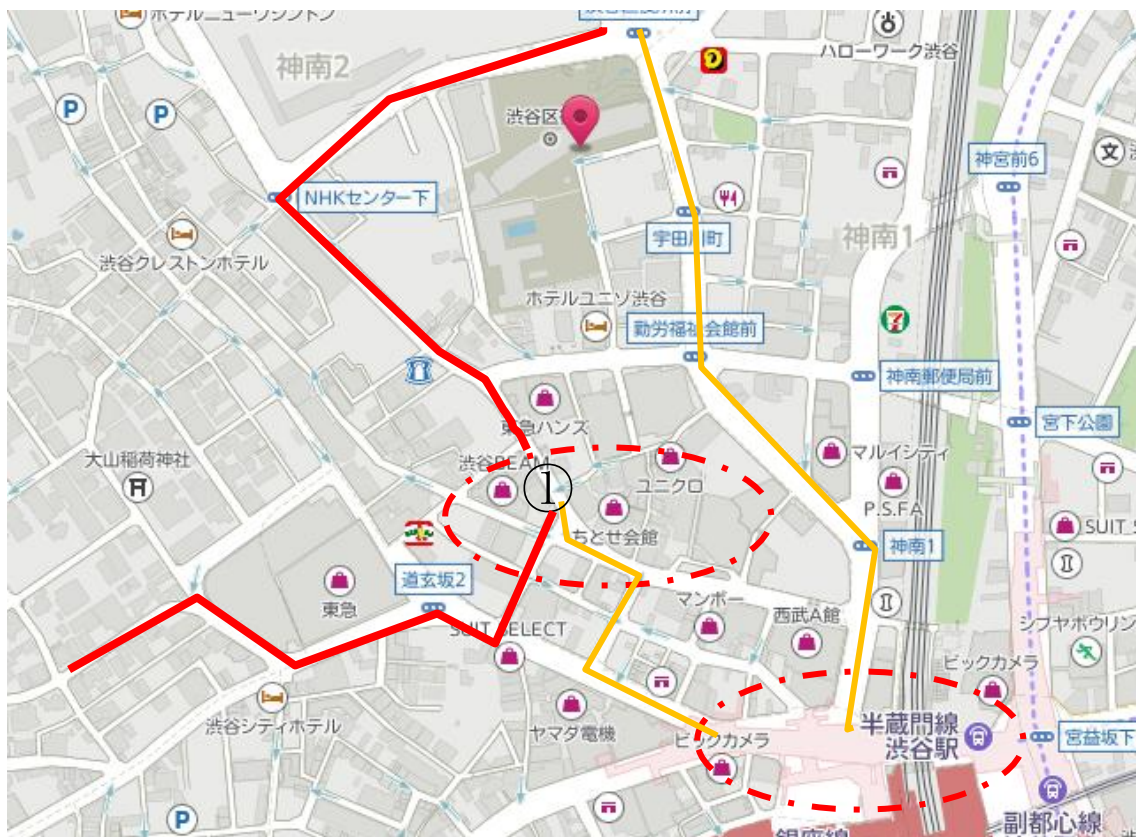 ホテルニューワシントン
神南2
ハローワーク渋谷
P
P
渋谷区
神宮前6
文
NHKセンター下
宇田川町
神南1
渋谷クレストンホテル
ホテルユニゾ渋谷
勤労福祉会館前
7
神南郵便局前
東急ハンズ
宮下公園
大山稲荷神社
渋谷BEAM
①
ユニクロ
マルイシティ
P.S.FA
ちとせ会館
神南1
道玄坂2
東急
マンボー
西武A館
SUIT SELECT
ビックカメラ
渋谷シティホテル
ヤマダ電機
ビックカメラ
半蔵門線
渋谷駅
宮益坂下
P
銀座線
副都心線